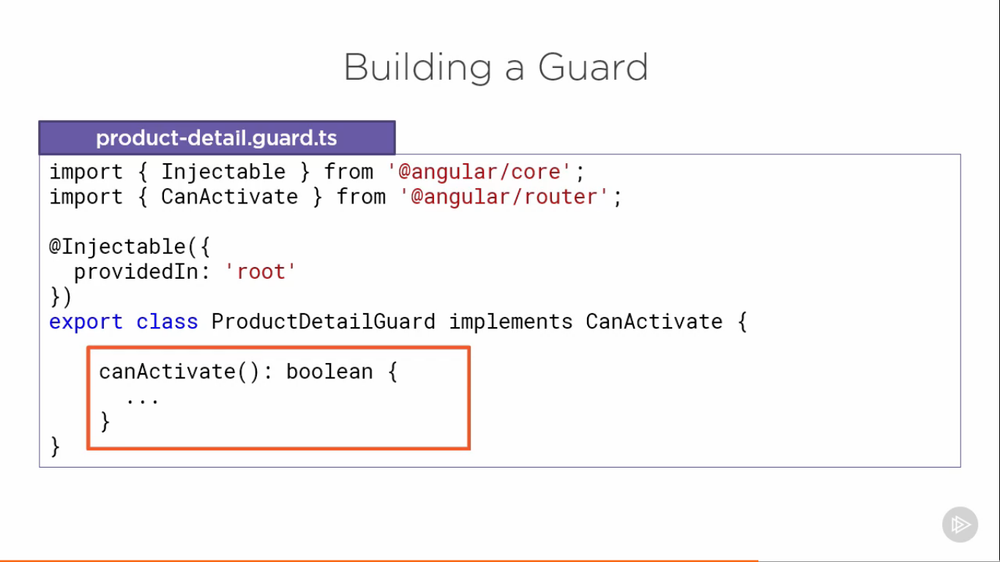 Building a Guard
product-detail.guard.ts
import { Injectable } from '@angular/core';
import { CanActivate } from '@angular/router';
@Injectable({
  providedIn: 'root'
})
export class ProductDetailGuard implements CanActivate {
    canActivate(): boolean {
      ...
    }
}